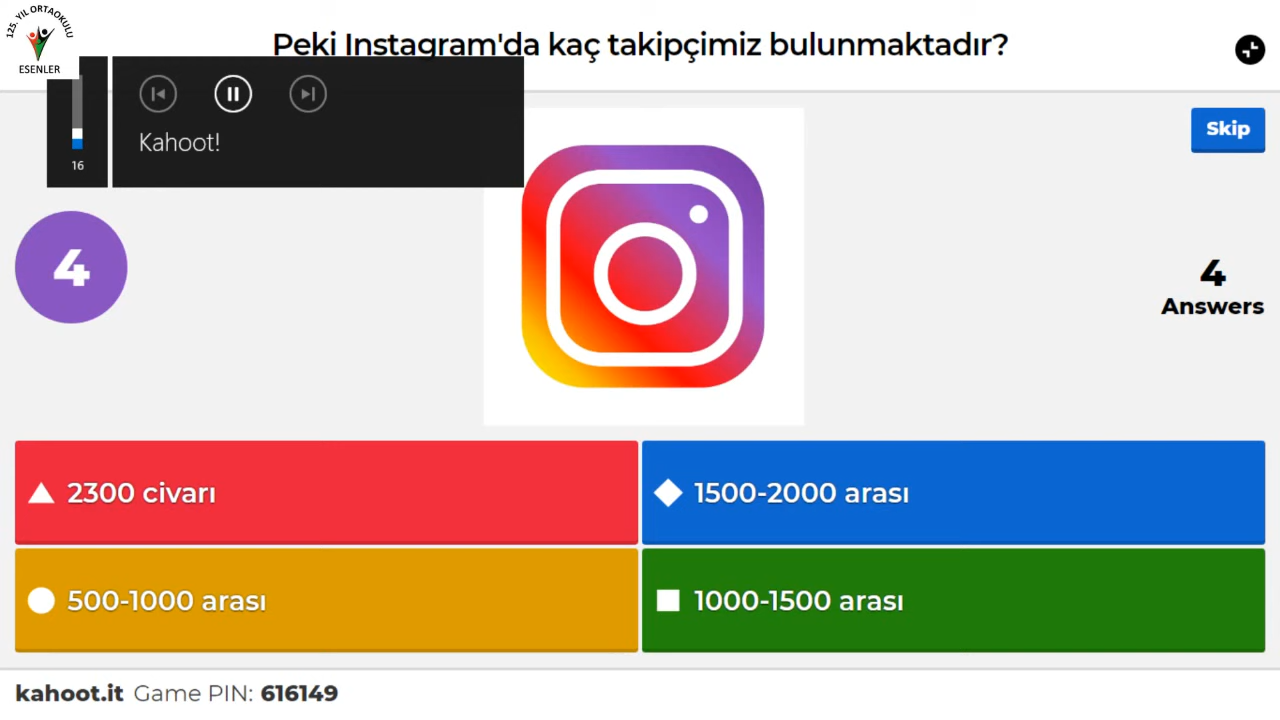 125. YIL ORTAOKULU
ESENLER
Peki Instagram'da kaç takipçimiz bulunmaktadır?
16
Kahoot!
Skip
4
4
Answers
2300 civarı
1500-2000 arası
500-1000 arası
1000-1500 arası
kahoot.it Game PIN: 616149